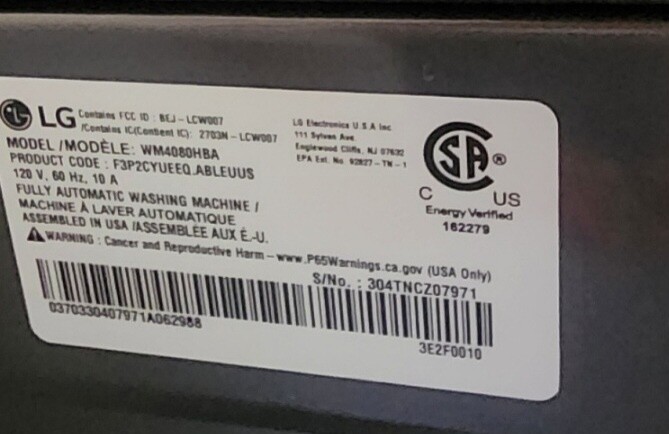 LG
Contains FCC ID : BEJ-LCW007
/Contains IC(Contient IC): 2703N-LCW007
LG Electronics U.S.A Inc
111 Sylvan Ave
Englewood Cliffs, NJ 07632
EPA Est. No. 92827-TN-1
SA®
C US
Energy Verified
162279
MODEL /MODÈLE: WM4080HBA
PRODUCT CODE : F3P2CYUEEQ.ABLEUUS
120 V, 60 Hz, 10 A
FULLY AUTOMATIC WASHING MACHINE /
MACHINE À LAVER AUTOMATIQUE
ASSEMBLED IN USA /ASSEMBLÉE AUX É.-U.
WARNING : Cancer and Reproductive Harm – www.P65Warnings.ca.gov (USA Only)
S/No. : 304TNCZ07971
0370330407971A062988
3E2F0010